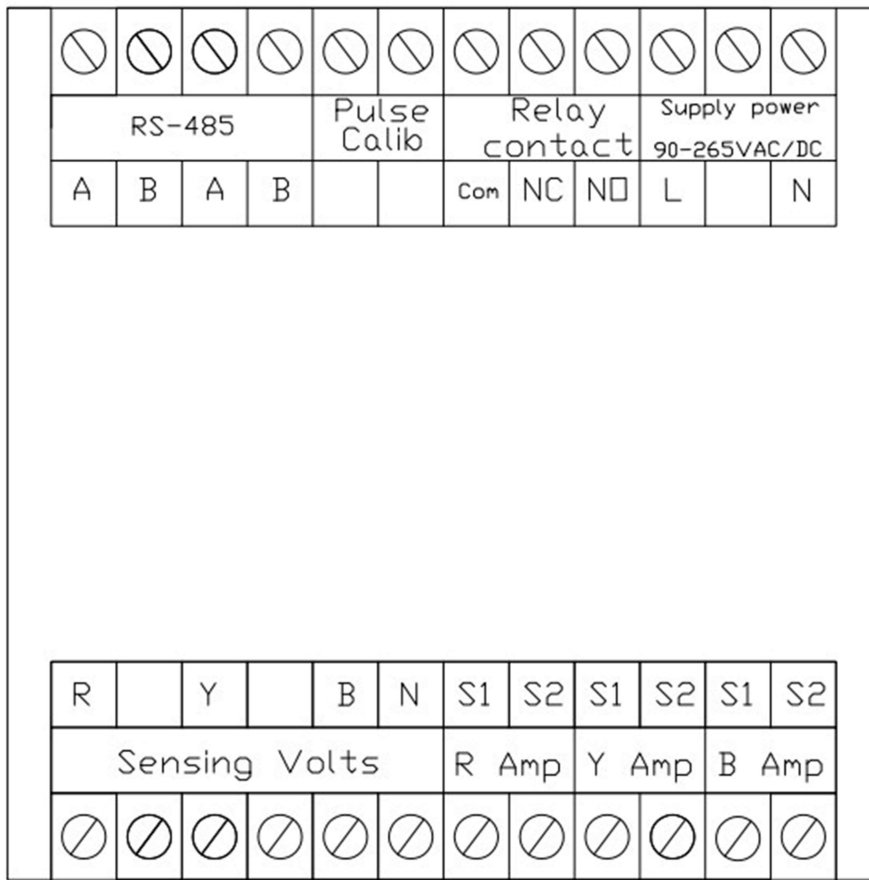 RS-485
Pulse
Calib
Relay
contact
Supply power
90-265VAC/DC
A B A B Com NC NO L N
R Y B N S1 S2 S1 S2 S1 S2
Sensing Volts R Amp Y Amp B Amp